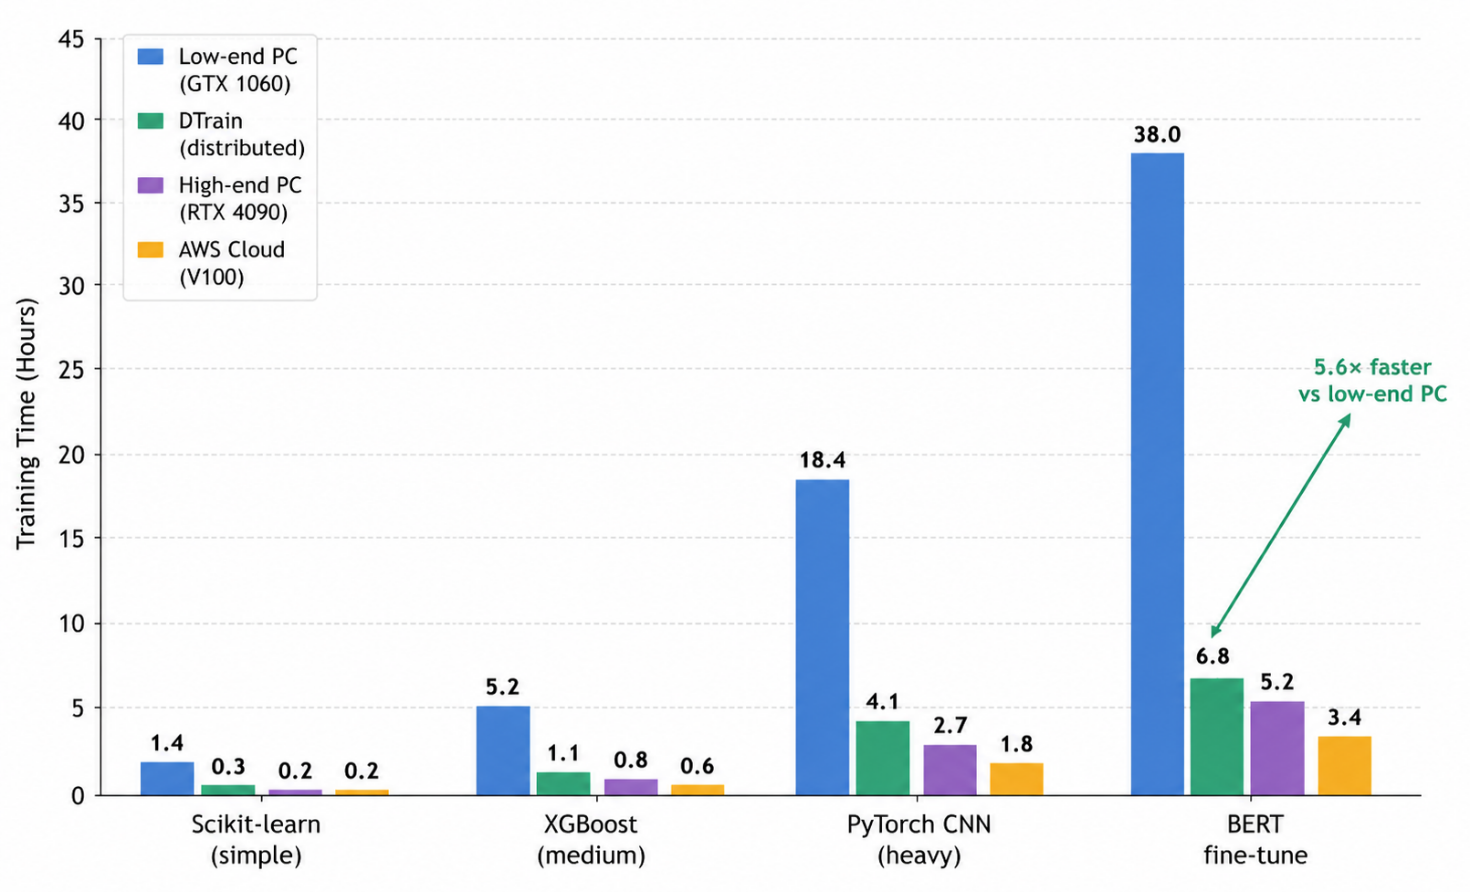 45
40
35
30
25
20
15
10
5
0
Training Time (Hours)
Low-end PC
(GTX 1060)
DTrain
(distributed)
High-end PC
(RTX 4090)
AWS Cloud
(V100)
1.4
0.3
0.2
0.2
5.2
1.1
0.8
0.6
18.4
4.1
2.7
1.8
38.0
6.8
5.2
3.4
5.6× faster
vs low-end PC
Scikit-learn
(simple)
XGBoost
(medium)
PyTorch CNN
(heavy)
BERT
fine-tune